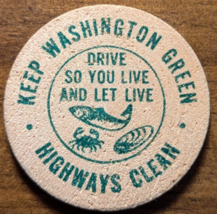 KEEP WASHINGTON GREEN
DRIVE
SO YOU LIVE
AND LET LIVE
• HIGHWAYS CLEAN •